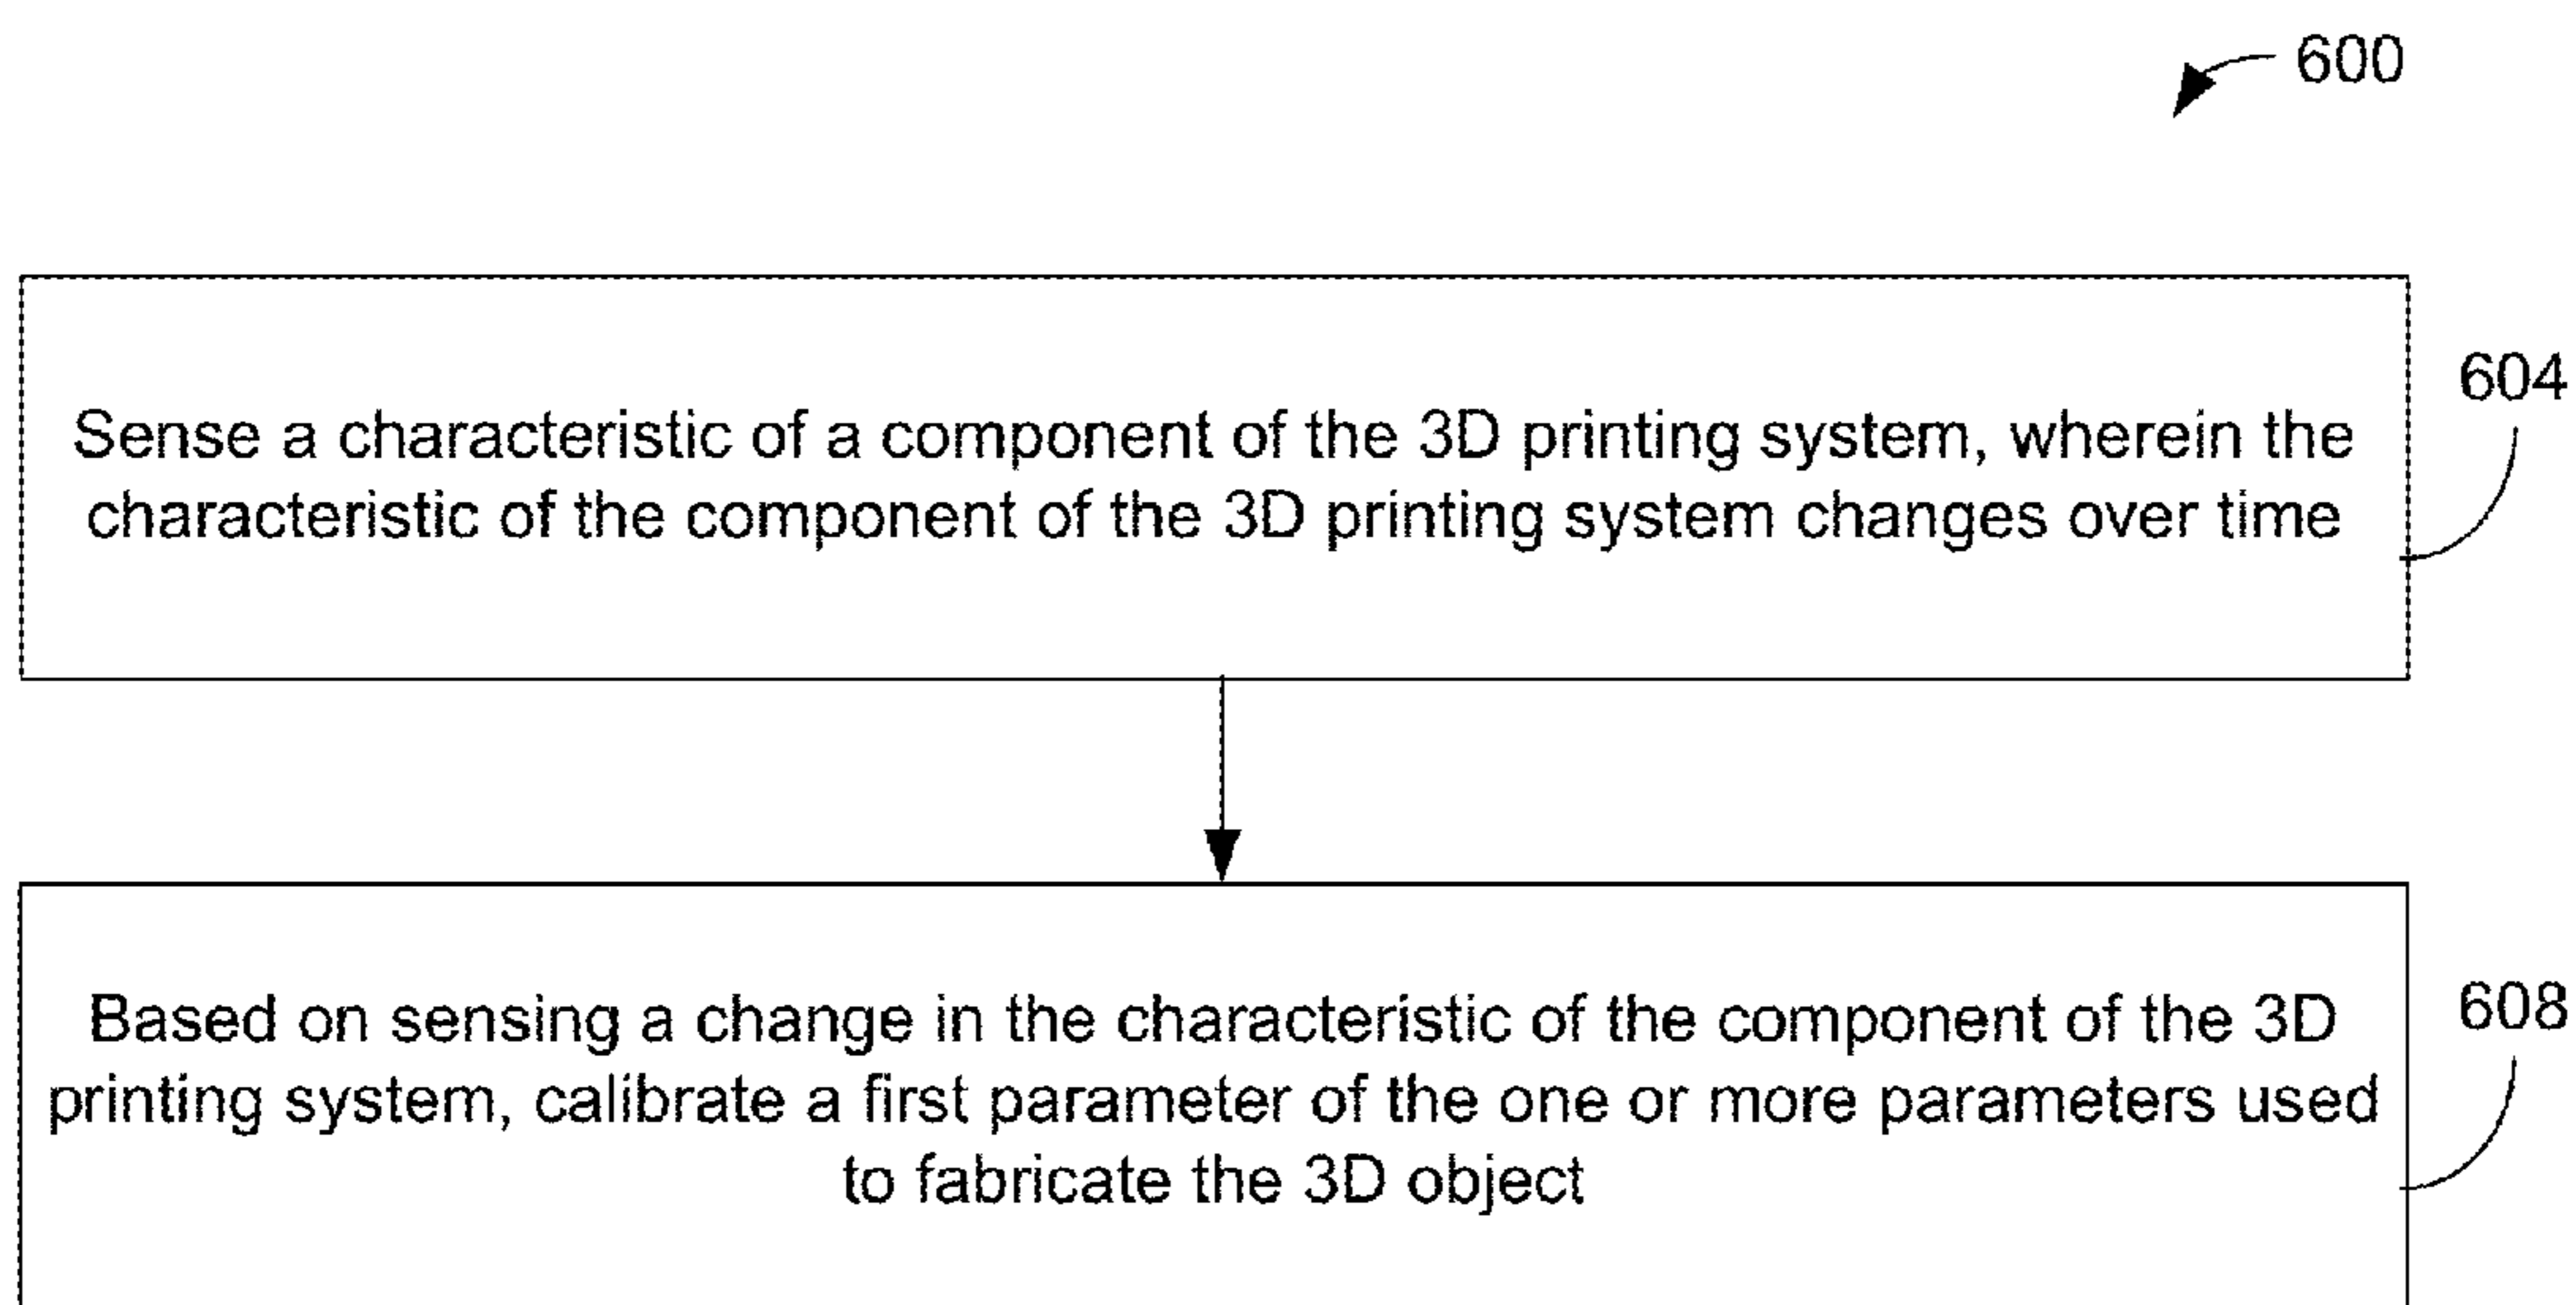 600
Sense a characteristic of a component of the 3D printing system, wherein the
characteristic of the component of the 3D printing system changes over time
604
Based on sensing a change in the characteristic of the component of the 3D
printing system, calibrate a first parameter of the one or more parameters used
to fabricate the 3D object
608